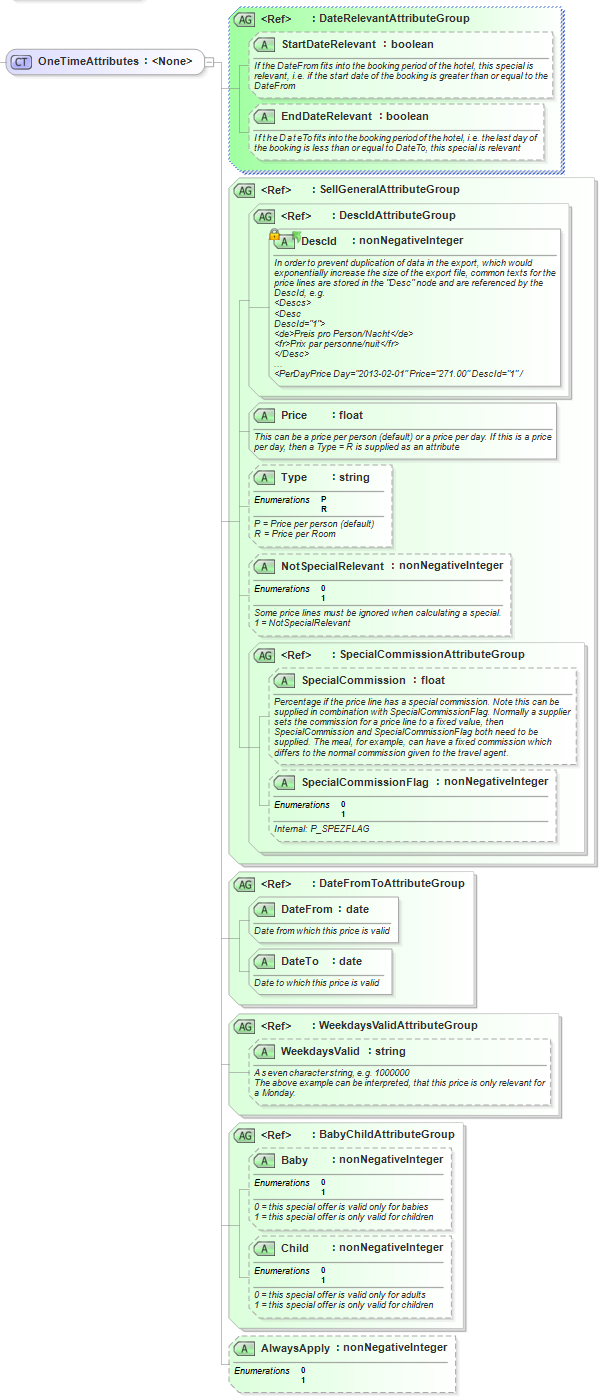 AG <Ref> : DateRelevantAttributeGroup
A StartDateRelevant : boolean
CT OneTimeAttributes : <None>
If the DateFrom fits into the booking period of the hotel, this special is
relevant, i.e. if the start date of the booking is greater than or equal to the
DateFrom
A EndDateRelevant : boolean
If the DateTo fits into the booking period of the hotel, i.e. the last day of
the booking is less than or equal to DateTo, this special is relevant
AG <Ref> : SellGeneralAttributeGroup
AG <Ref> : DescIdAttributeGroup
A DescId : nonNegativeInteger
In order to prevent duplication of data in the export, which would
exponentially increase the size of the export file, common texts for the
price lines are stored in the "Desc" node and are referenced by the
DescId, e.g.
<Descs>
<Desc
DescId="1">
<de>Preis pro Person/Nacht</de>
<fr>Prix par personne/nuit</fr>
</Desc>
...
<PerDayPrice Day="2013-02-01" Price="271.00" DescId="1" /
A Price : float
This can be a price per person (default) or a price per day. If this is a price
per day, then a Type = R is supplied as an attribute
A Type : string
Enumerations P
R
P = Price per person (default)
R = Price per Room
A NotSpecialRelevant : nonNegativeInteger
Enumerations 0
1
Some price lines must be ignored when calculating a special.
1 = NotSpecialRelevant
AG <Ref> : SpecialCommissionAttributeGroup
A SpecialCommission : float
Percentage if the price line has a special commission. Note this can be
supplied in combination with SpecialCommissionFlag. Normally a supplier
sets the commission for a price line to a fixed value, then
SpecialCommission and SpecialCommissionFlag both need to be
supplied. The meal, for example, can have a fixed commission which
differs to the normal commission given to the travel agent.
A SpecialCommissionFlag : nonNegativeInteger
Enumerations 0
1
Internal: P_SPEZFLAG
AG <Ref> : DateFromToAttributeGroup
A DateFrom : date
Date from which this price is valid
A DateTo : date
Date to which this price is valid
AG <Ref> : WeekdaysValidAttributeGroup
A WeekdaysValid : string
A seven character string, e.g. 1000000
The above example can be interpreted, that this price is only relevant for
a Monday.
AG <Ref> : BabyChildAttributeGroup
A Baby : nonNegativeInteger
Enumerations 0
1
0 = this special offer is valid only for babies
1 = this special offer is only valid for children
A Child : nonNegativeInteger
Enumerations 0
1
0 = this special offer is valid only for adults
1 = this special offer is only valid for children
A AlwaysApply : nonNegativeInteger
Enumerations 0
1